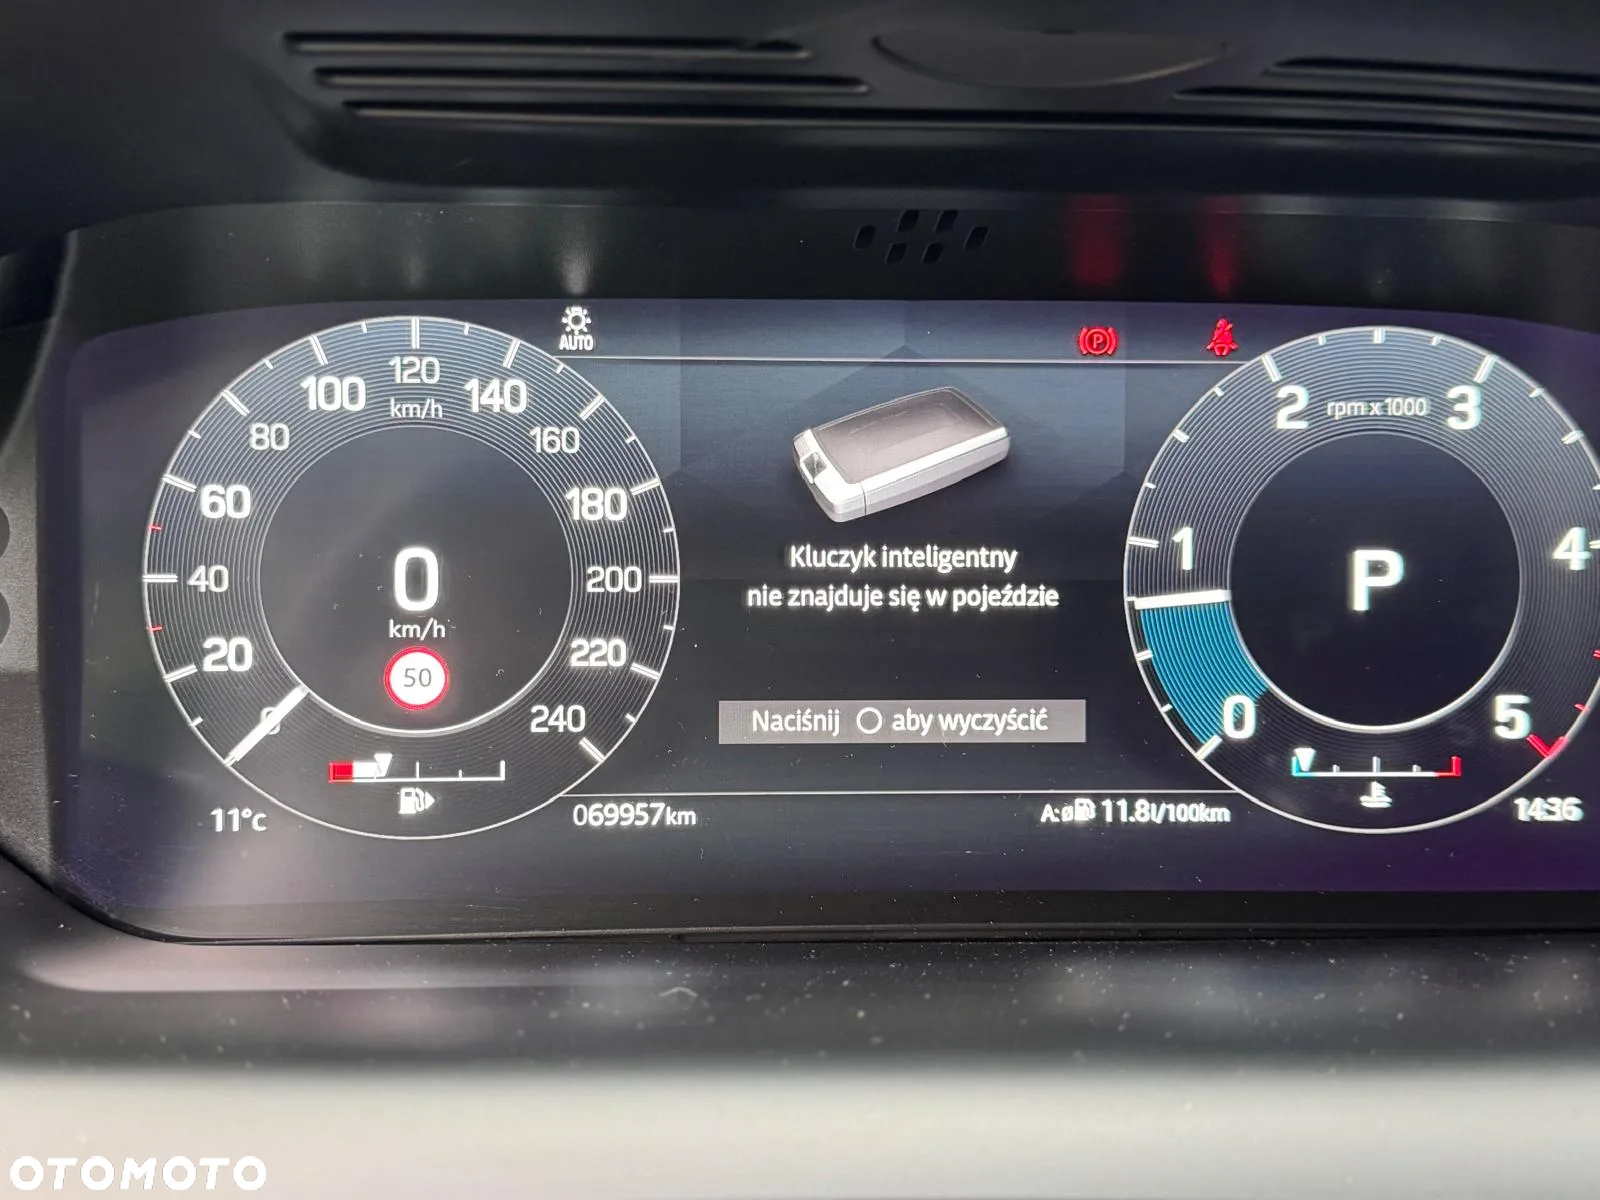 AUTO
P
120
km/h
100
140
80
160
60
180
40
200
20
220
0
240
0
km/h
50
Kluczyk inteligentny
nie znajduje się w pojeździe
Naciśnij O aby wyczyścić
2
rpm x 1000
3
1
4
P
0
5
11°c
069957km
A:ø 11.8l/100km
14:36
OTOMOTO